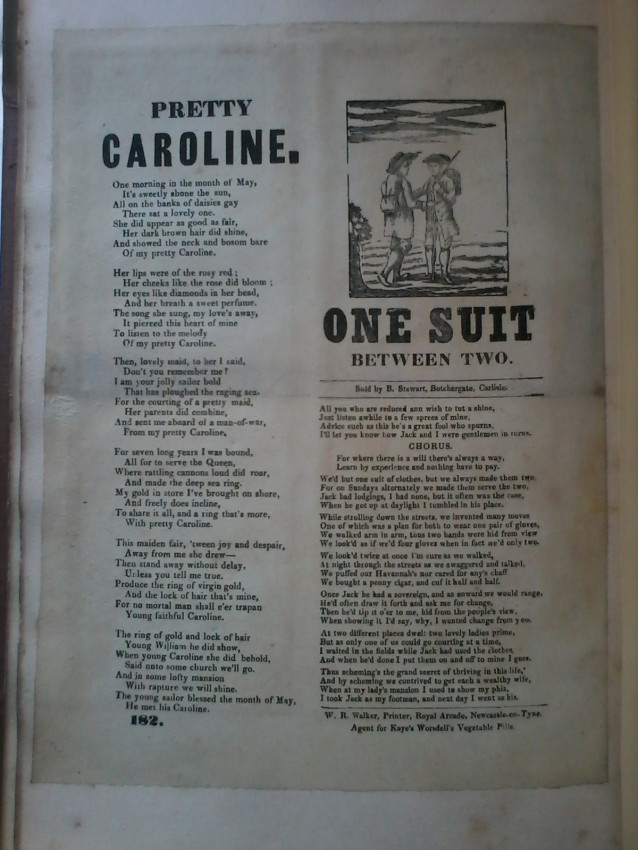 PRETTY
CAROLINE.
One morning in the month of May,
It's sweetly shone the sun,
All on the banks of daisies gay
There sat a lovely one.
She did appear as good as fair,
Her dark brown hair did shine,
And showed the neck and bosom bare
Of my pretty Caroline.
Her lips were of the rosy red;
Her cheeks like the rose did bloom;
Her eyes like diamonds in her head,
And her breath a sweet perfume.
The song she sung, my love's away,
It pierced this heart of mine
To listen to the melody
Of my pretty Caroline.
Then, lovely maid, to her I said,
Don't you remember me?
I am your jolly sailor bold
That has ploughed the raging sea.
For the courting of a pretty maid,
Her parents did combine,
And sent me aboard of a man-of-war,
From my pretty Caroline.
For seven long years I was bound,
All for to serve the Queen,
Where rattling cannons loud did roar,
And made the deep sea ring.
My gold in store I've brought on shore,
And freely does incline,
To share it all, and a ring that's more,
With pretty Caroline.
This maiden fair, 'tween joy and despair,
Away from me she drew—
Then stand away without delay,
Unless you tell me true.
Produce the ring of virgin gold,
And the lock of hair that's mine,
For no mortal man shall e'er trapan
Young faithful Caroline.
The ring of gold and lock of hair
Young William he did show,
When young Caroline she did behold,
Said unto some church we'll go.
And in some lofty mansion
With rapture we will shine.
The young sailor blessed the month of May,
He met his Caroline.
182.
ONE SUIT
BETWEEN TWO.
Sold by B. Stewart, Botchergate, Carlisle.
All you who are reduced and wish to cut a shine,
Just listen awhile to a few sprees of mine,
Advice such as this he's a great fool who spurns,
I'll let you know how Jack and I were gentlemen in turns.
CHORUS.
For where there is a will there's always a way,
Learn by experience and nothing have to pay.
We'd but one suit of clothes, but we always made them two,
For on Sundays alternately we made them serve the two,
Jack had lodgings, I had none, but it often was the case,
When he got up at daylight I tumbled in his place.
While strolling down the streets, we invented many moves
One of which was a plan for both to wear one pair of gloves,
We walked arm in arm, thus two hands were hid from view
We look'd as if we'd four gloves when in fact we'd only two.
We look'd twice at once I'm sure as we walked,
At night through the streets as we swaggered and talked,
We puffed our Havannah's nor cared for any's chaff
We bought a penny cigar, and cut it half and half.
Once Jack he had a sovereign, and as onward we would range,
He'd often draw it forth and ask me for change,
Then he'd tip it o'er to me, hid from the people's view,
When showing it I'd say, why, I wanted change from you.
At two different places dwelt two lovely ladies prime,
But as only one of us could go courting at a time,
I waited in the fields while Jack had used the clothes,
And when he'd done I put them on and off to mine I goes.
Thus scheming's the grand secret of thriving in this life,
And by scheming we contrived to get each a wealthy wife,
When at my lady's mansion I used to show my phiz,
I took Jack as my footman, and next day I went as his.
W. R. Walker, Printer, Royal Arcade, Newcastle-on-Tyne.
Agent for Kaye's Worsdell's Vegetable Pills.